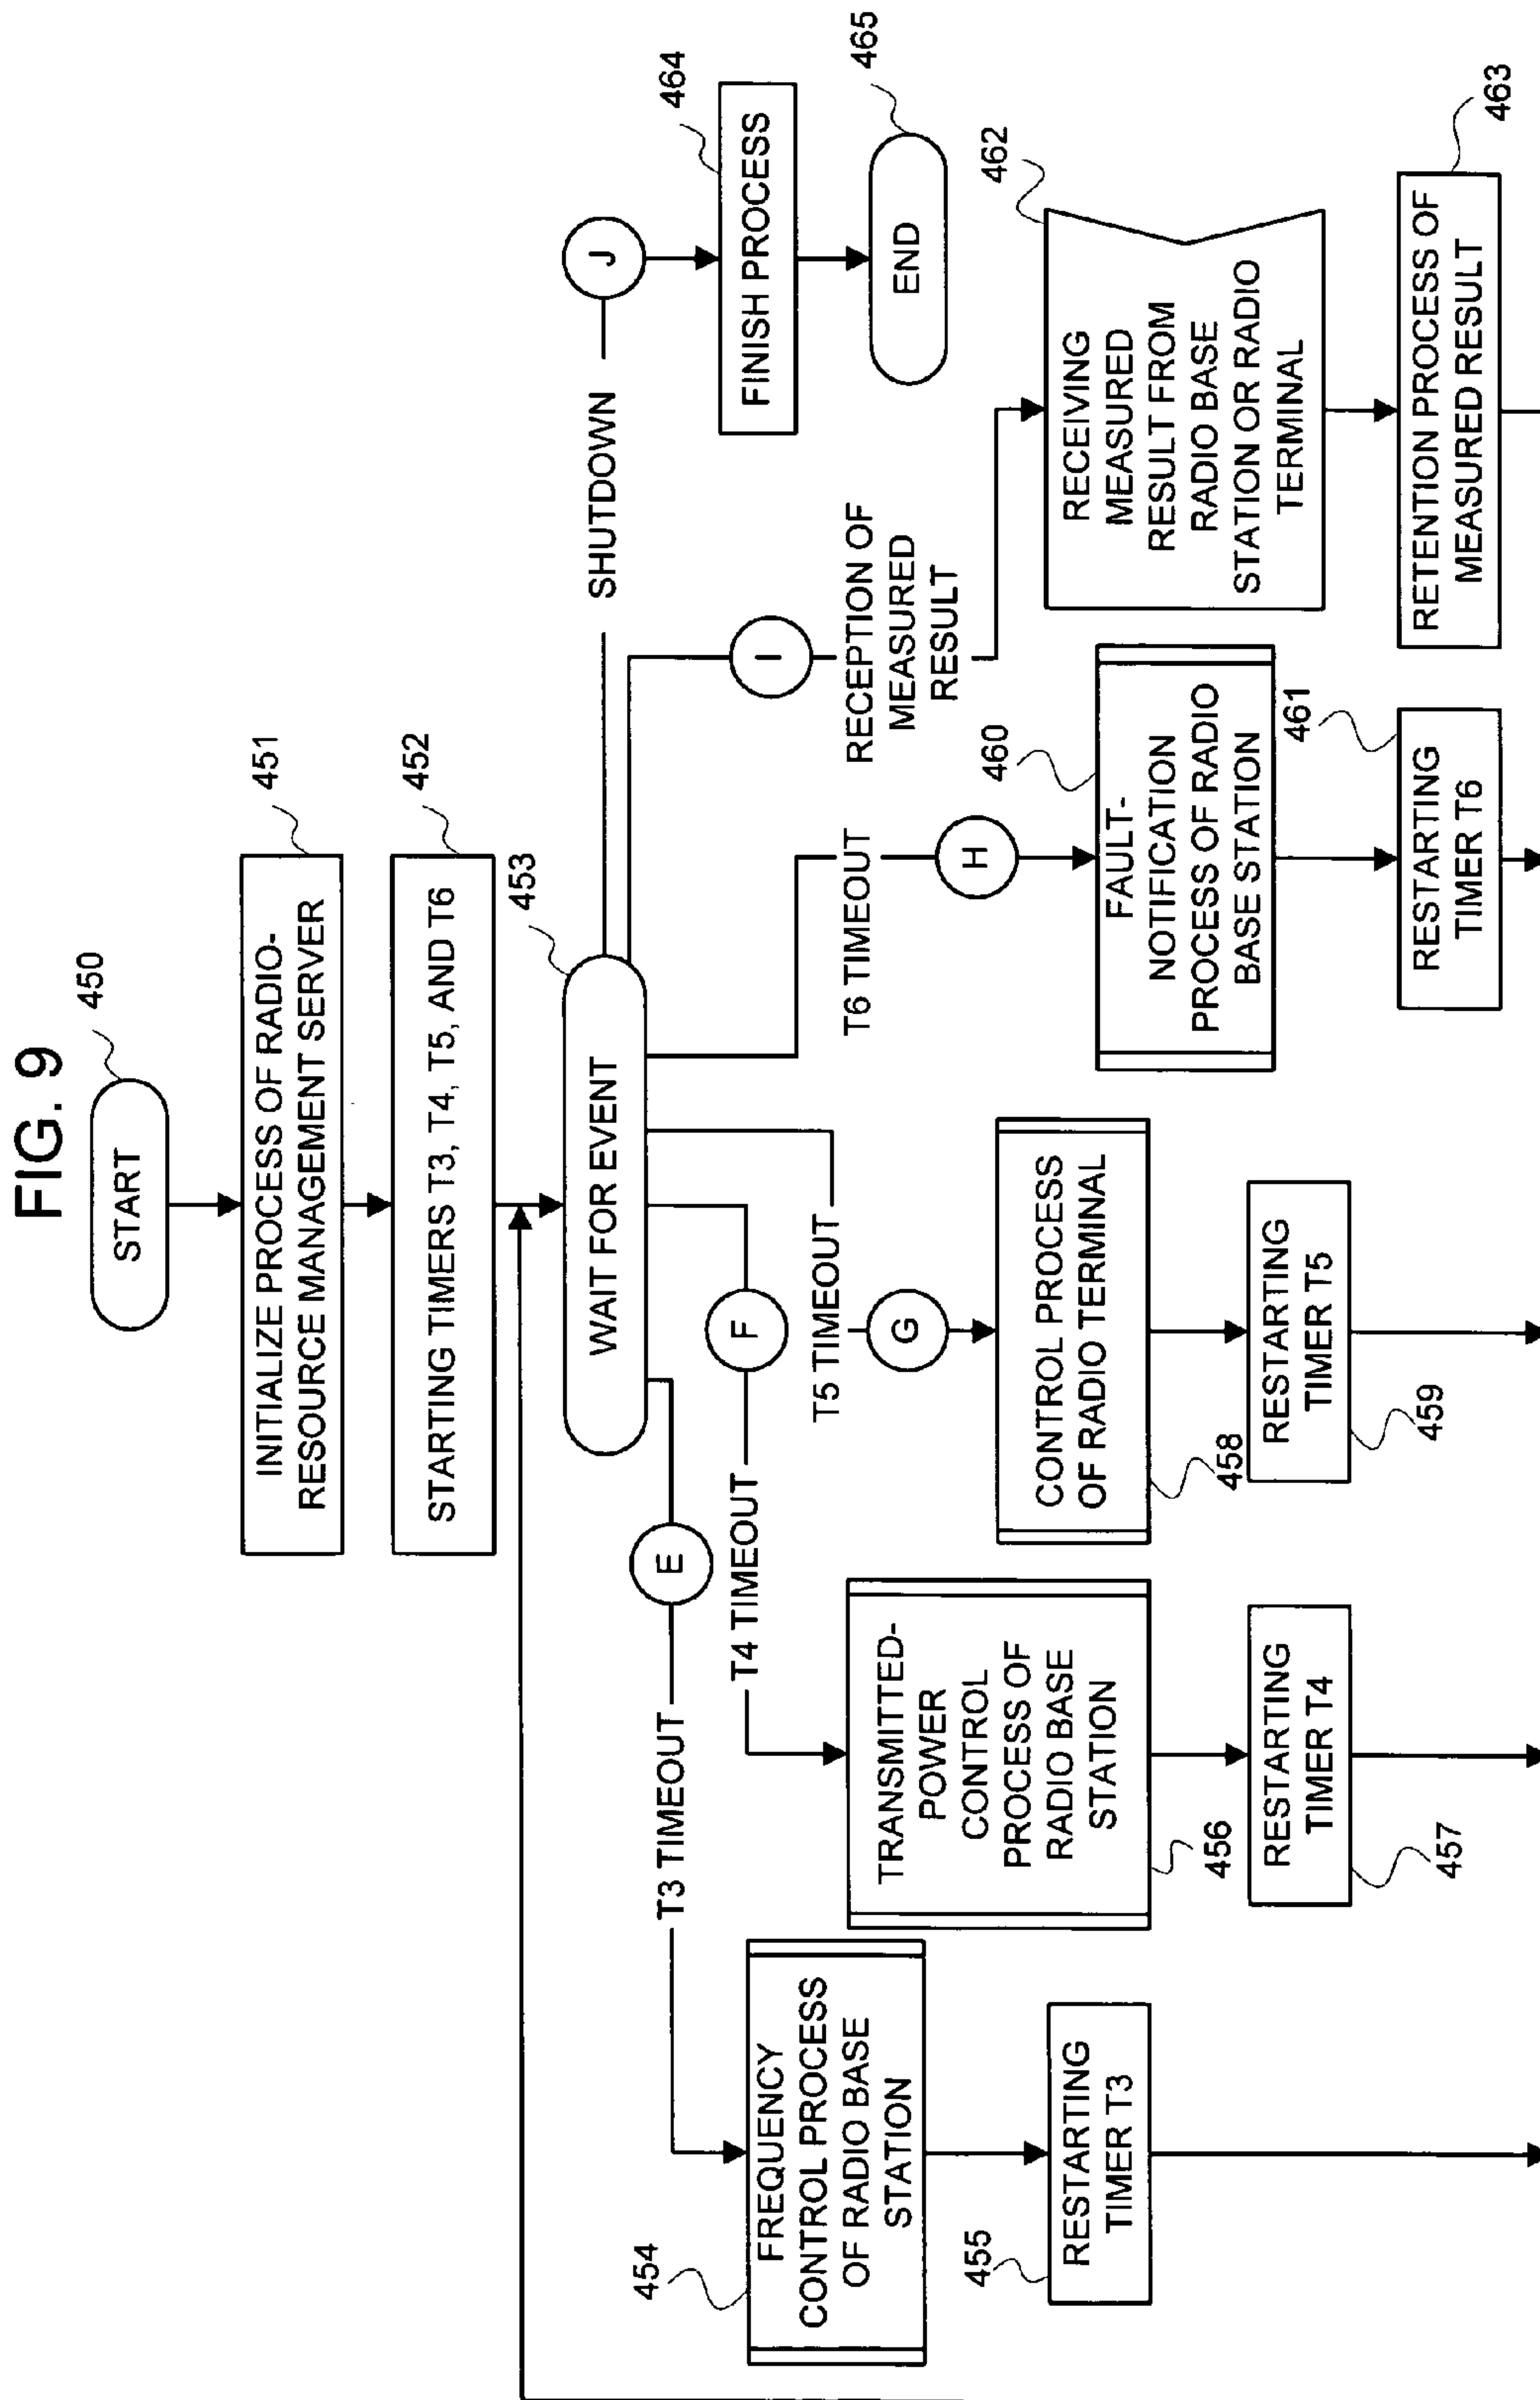 FIG. 9
START
450
INITIALIZE PROCESS OF RADIO-
RESOURCE MANAGEMENT SERVER
451
STARTING TIMERS T3, T4, T5, AND T6
452
WAIT FOR EVENT
453
E
T3 TIMEOUT
FREQUENCY
CONTROL PROCESS
OF RADIO BASE
STATION
454
RESTARTING
TIMER T3
455
F
T4 TIMEOUT
TRANSMITTED-
POWER
CONTROL
PROCESS OF
RADIO BASE
STATION
456
RESTARTING
TIMER T4
457
T5 TIMEOUT
G
CONTROL PROCESS
OF RADIO TERMINAL
458
RESTARTING
TIMER T5
459
T6 TIMEOUT
H
FAULT-
NOTIFICATION
PROCESS OF RADIO
BASE STATION
460
RESTARTING
TIMER T6
461
I
RECEPTION OF
MEASURED
RESULT
RECEIVING
MEASURED
RESULT FROM
RADIO BASE
STATION OR RADIO
TERMINAL
462
RETENTION PROCESS OF
MEASURED RESULT
463
SHUTDOWN
J
FINISH PROCESS
464
END
465